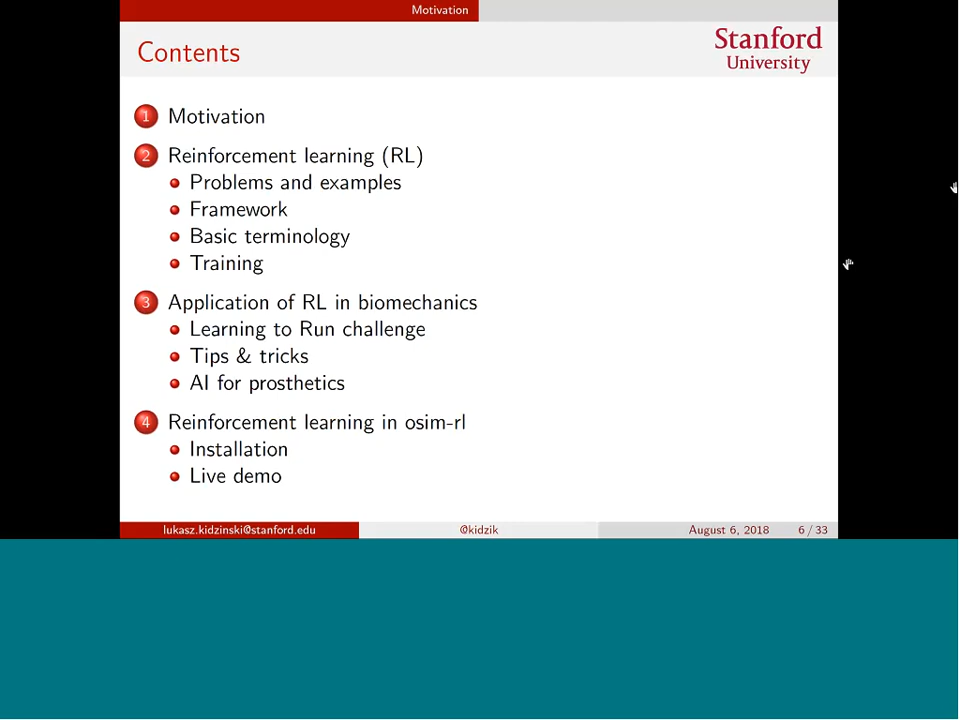 Motivation
Contents
Stanford
University
1 Motivation
2 Reinforcement learning (RL)
Problems and examples
Framework
Basic terminology
Training
3 Application of RL in biomechanics
Learning to Run challenge
Tips & tricks
AI for prosthetics
4 Reinforcement learning in osim-rl
Installation
Live demo
lukasz.kidzinski@stanford.edu @kidzik August 6, 2018 6 / 33